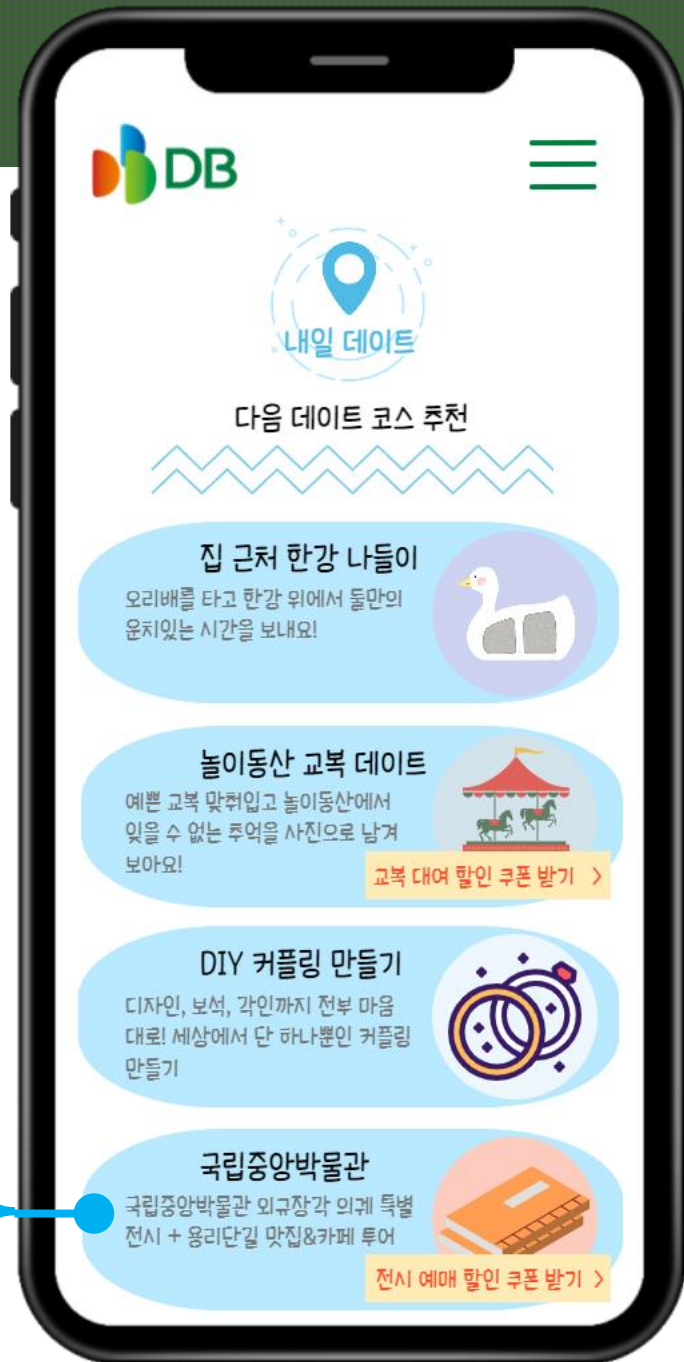 DB
내일 데이트
다음 데이트 코스 추천
집 근처 한강 나들이
오리배를 타고 한강 위에서 둘만의
운치있는 시간을 보내요!
놀이동산 교복 데이트
예쁜 교복 맞춰입고 놀이동산에서
잊을 수 없는 추억을 사진으로 남겨
보아요!
교복 대여 할인 쿠폰 받기 >
DIY 커플링 만들기
디자인, 보석, 각인까지 전부 마음
대로! 세상에서 단 하나뿐인 커플링
만들기
국립중앙박물관
국립중앙박물관 외규장각 의궤 특별
전시 + 용리단길 맛집&카페 투어
전시 예매 할인 쿠폰 받기 >